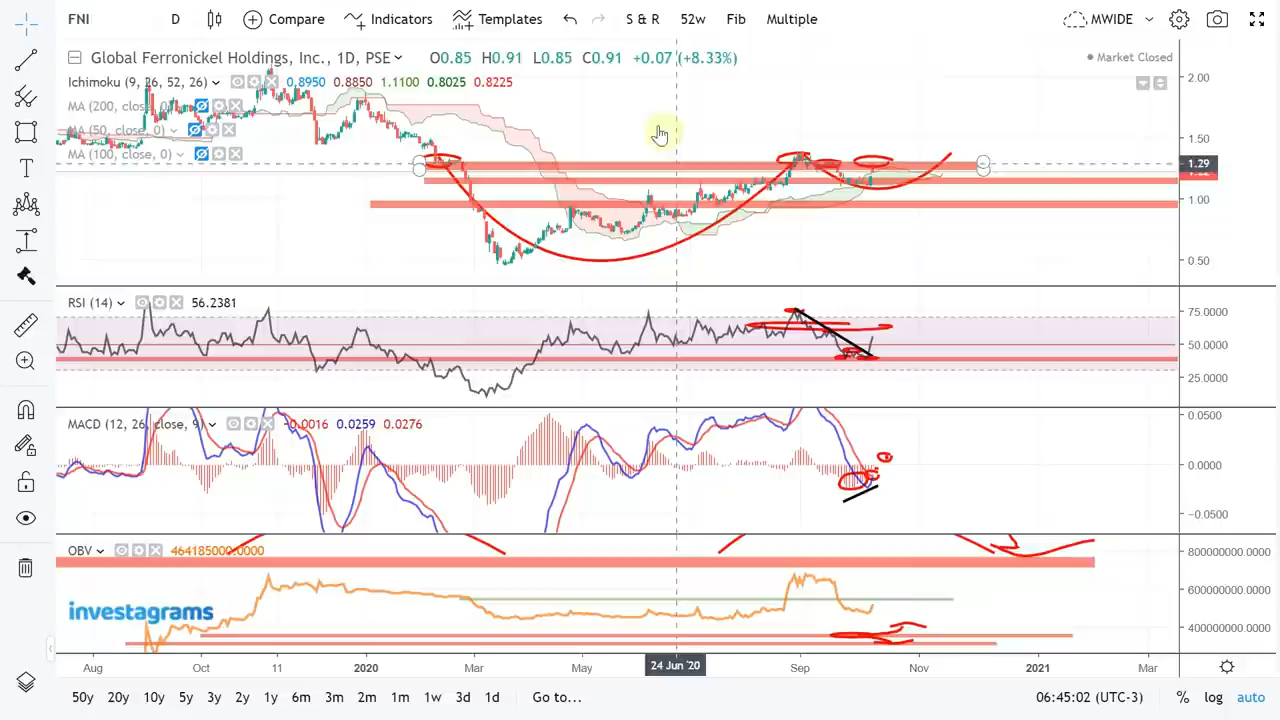 FNI D Compare Indicators Templates S & R 52w Fib Multiple MWIDE
Global Ferronickel Holdings, Inc., 1D, PSE O0.85 H0.91 L0.85 C0.91 +0.07 (+8.33%) Market Closed
2.00
Ichimoku (9, 26, 52, 26) 0.8950 0.8850 1.1100 0.8025 0.8225
MA (200, close, 0)
MA (50, close, 0)
1.50
MA (100, close, 0)
1.29
1.00
0.50
RSI (14) 56.2381
75.0000
50.0000
25.0000
MACD (12, 26, close, 9) -0.0016 0.0259 0.0276
0.0500
0.0000
-0.0500
OBV 464185000.0000
800000000.0000
600000000.0000
investagrams
400000000.0000
Aug Oct 11 2020 Mar May 24 Jun '20 Sep Nov 2021 Mar
50y 20y 10y 5y 3y 2y 1y 6m 3m 2m 1m 1w 3d 1d Go to... 06:45:02 (UTC-3) % log auto